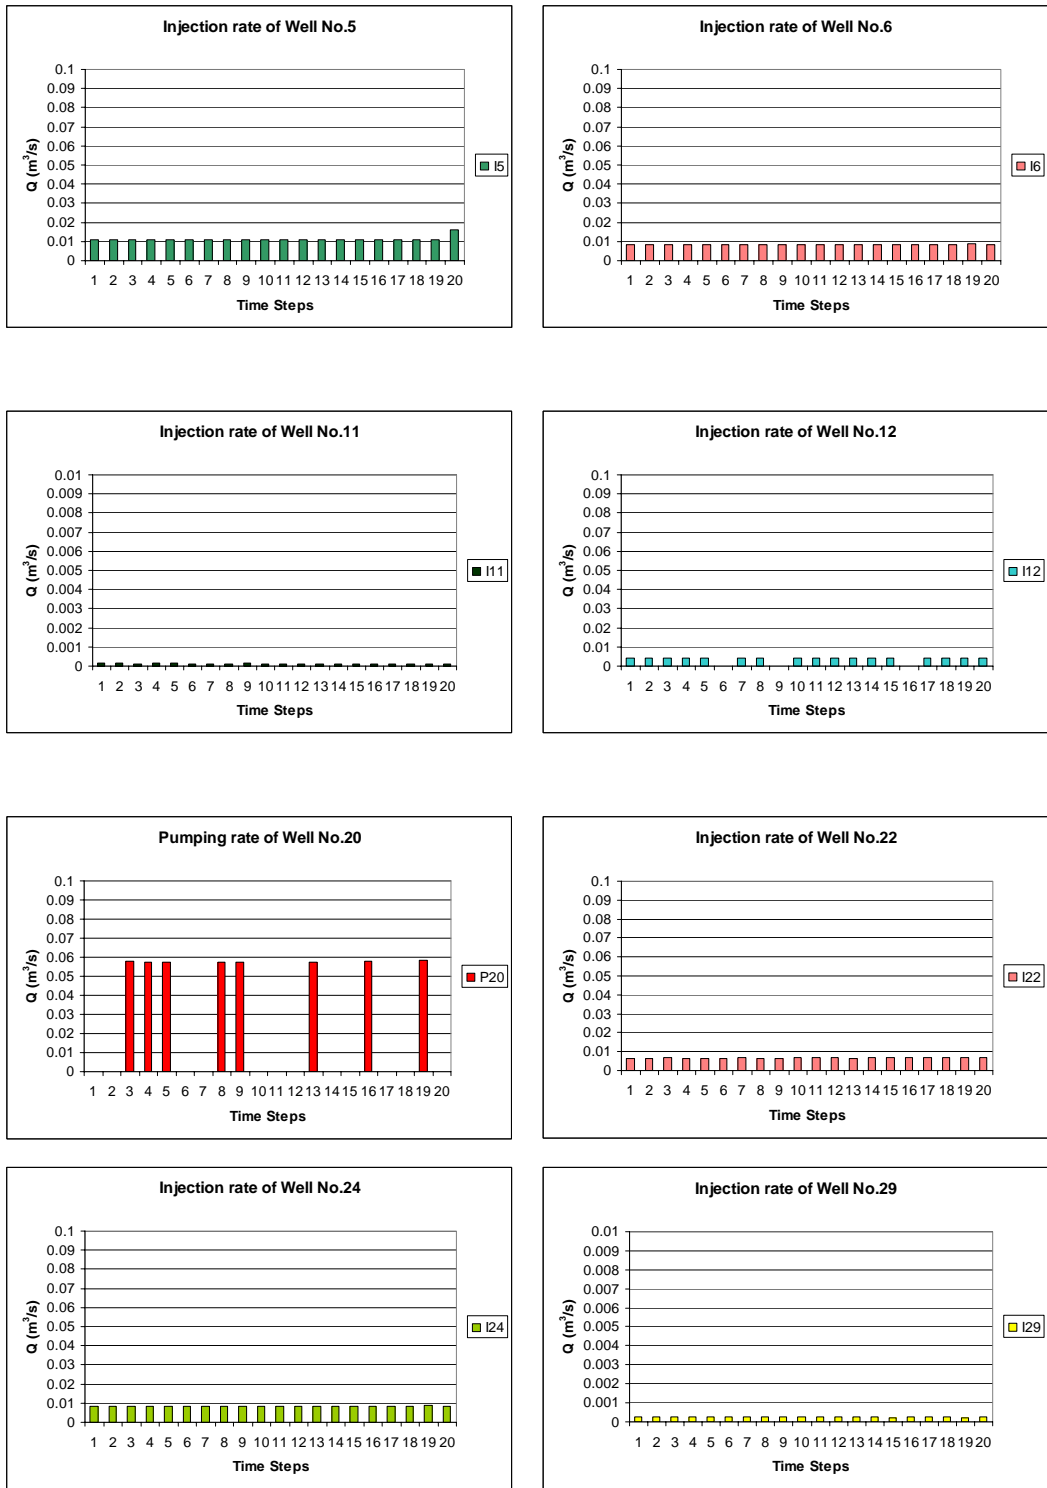 Injection rate of Well No.5
0.1
0.09
0.08
0.07
0.06
0.05
0.04
0.03
0.02
0.01
0
Q (m³/s)
1 2 3 4 5 6 7 8 9 10 11 12 13 14 15 16 17 18 19 20
Time Steps
I5
Injection rate of Well No.6
0.1
0.09
0.08
0.07
0.06
0.05
0.04
0.03
0.02
0.01
0
Q (m³/s)
1 2 3 4 5 6 7 8 9 10 11 12 13 14 15 16 17 18 19 20
Time Steps
I6
Injection rate of Well No.11
0.01
0.009
0.008
0.007
0.006
0.005
0.004
0.003
0.002
0.001
0
Q (m³/s)
1 2 3 4 5 6 7 8 9 10 11 12 13 14 15 16 17 18 19 20
Time Steps
I11
Injection rate of Well No.12
0.1
0.09
0.08
0.07
0.06
0.05
0.04
0.03
0.02
0.01
0
Q (m³/s)
1 2 3 4 5 6 7 8 9 10 11 12 13 14 15 16 17 18 19 20
Time Steps
I12
Pumping rate of Well No.20
0.1
0.09
0.08
0.07
0.06
0.05
0.04
0.03
0.02
0.01
0
Q (m³/s)
1 2 3 4 5 6 7 8 9 10 11 12 13 14 15 16 17 18 19 20
Time Steps
P20
Injection rate of Well No.22
0.1
0.09
0.08
0.07
0.06
0.05
0.04
0.03
0.02
0.01
0
Q (m³/s)
1 2 3 4 5 6 7 8 9 10 11 12 13 14 15 16 17 18 19 20
Time Steps
I22
Injection rate of Well No.24
0.1
0.09
0.08
0.07
0.06
0.05
0.04
0.03
0.02
0.01
0
Q (m³/s)
1 2 3 4 5 6 7 8 9 10 11 12 13 14 15 16 17 18 19 20
Time Steps
I24
Injection rate of Well No.29
0.01
0.009
0.008
0.007
0.006
0.005
0.004
0.003
0.002
0.001
0
Q (m³/s)
1 2 3 4 5 6 7 8 9 10 11 12 13 14 15 16 17 18 19 20
Time Steps
I29